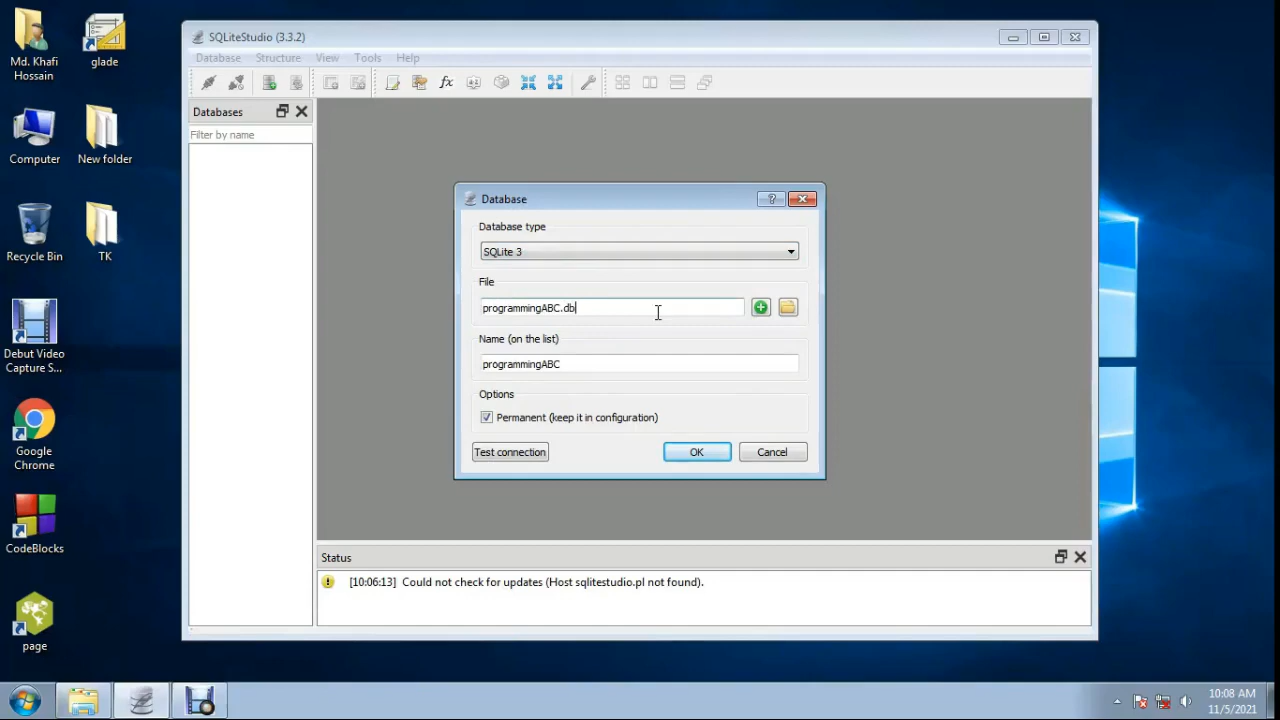 Md. Khafi
Hossain
glade
Computer
New folder
Recycle Bin
TK
Debut Video
Capture S...
Google
Chrome
CodeBlocks
page
SQLiteStudio (3.3.2)
Database Structure View Tools Help
Databases
Filter by name
Database
Database type
SQLite 3
File
programmingABC.db
Name (on the list)
programmingABC
Options
Permanent (keep it in configuration)
Test connection OK Cancel
Status
[10:06:13] Could not check for updates (Host sqlitestudio.pl not found).
10:08 AM
11/5/2021